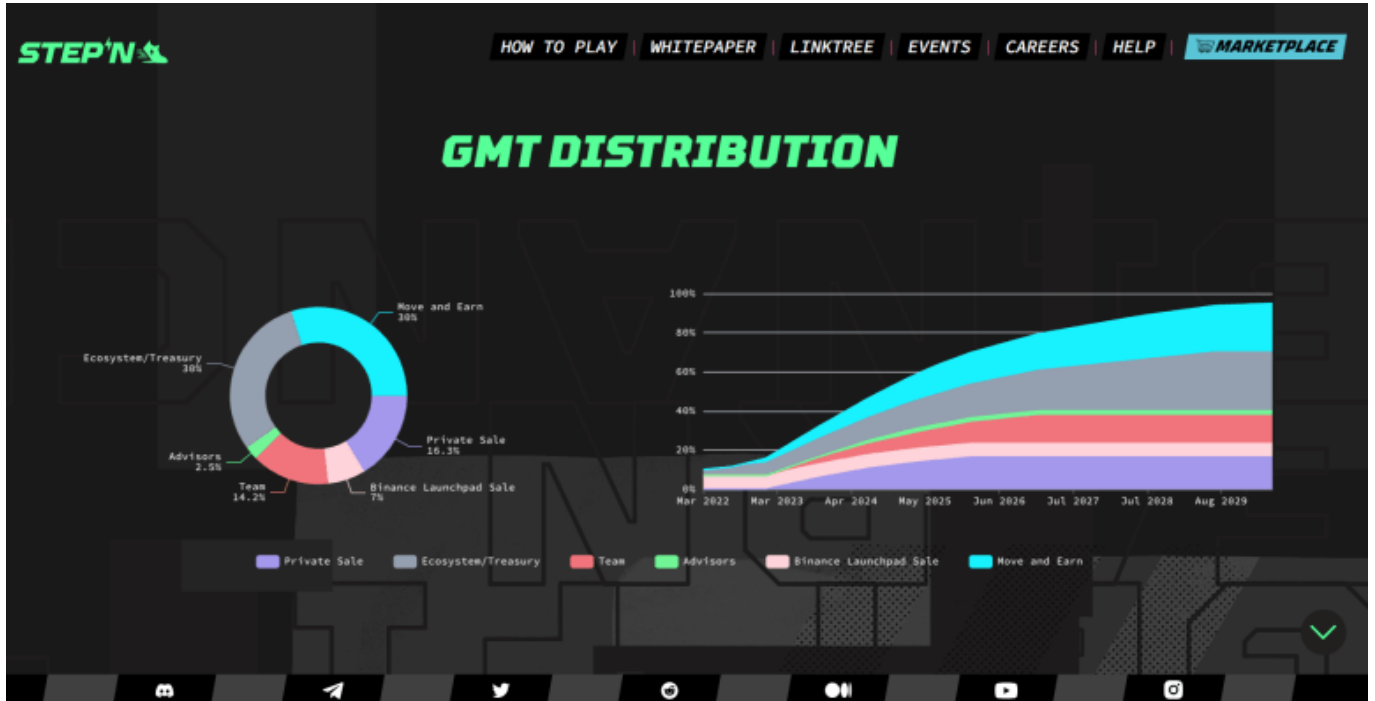 STEP'N
HOW TO PLAY | WHITEPAPER | LINKTREE | EVENTS | CAREERS | HELP | MARKETPLACE
GMT DISTRIBUTION
Move and Earn
30%
Ecosystem/Treasury
30%
Advisors
2.5%
Team
14.2%
Binance Launchpad Sale
7%
Private Sale
16.3%
100%
80%
60%
40%
20%
0%
Mar 2022 Mar 2023 Apr 2024 May 2025 Jun 2026 Jul 2027 Jul 2028 Aug 2029
Private Sale Ecosystem/Treasury Team Advisors Binance Launchpad Sale Move and Earn